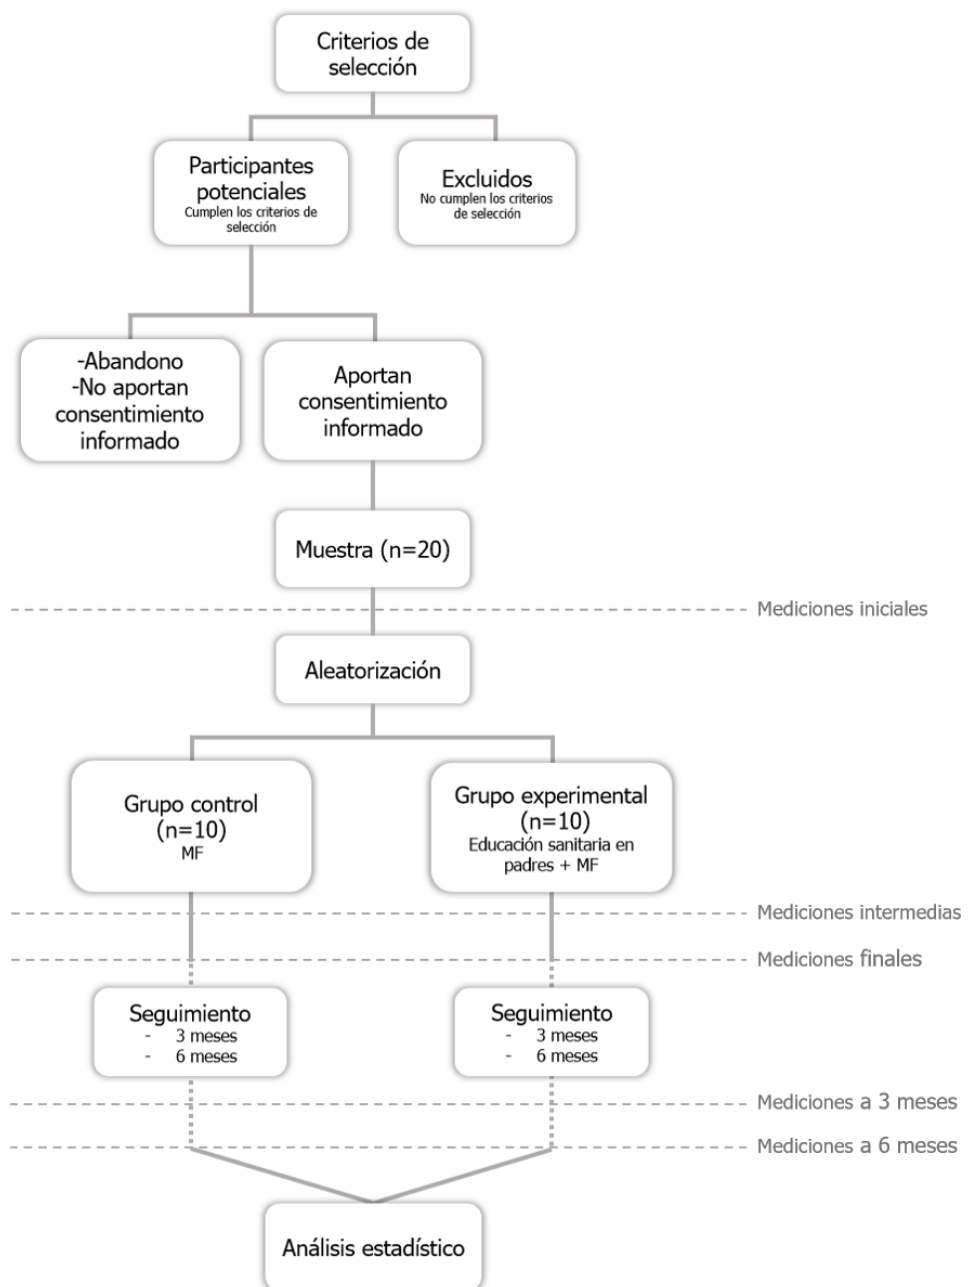 Criterios de
selección
Participantes
potenciales
Cumplen los criterios de
selección
Excluidos
No cumplen los criterios
de selección
-Abandono
-No aportan
consentimiento
informado
Aportan
consentimiento
informado
Muestra (n=20)
Mediciones iniciales
Aleatorización
Grupo control
(n=10)
MF
Grupo experimental
(n=10)
Educación sanitaria en
padres + MF
Mediciones intermedias
Mediciones finales
Seguimiento
- 3 meses
- 6 meses
Seguimiento
- 3 meses
- 6 meses
Mediciones a 3 meses
Mediciones a 6 meses
Análisis estadístico